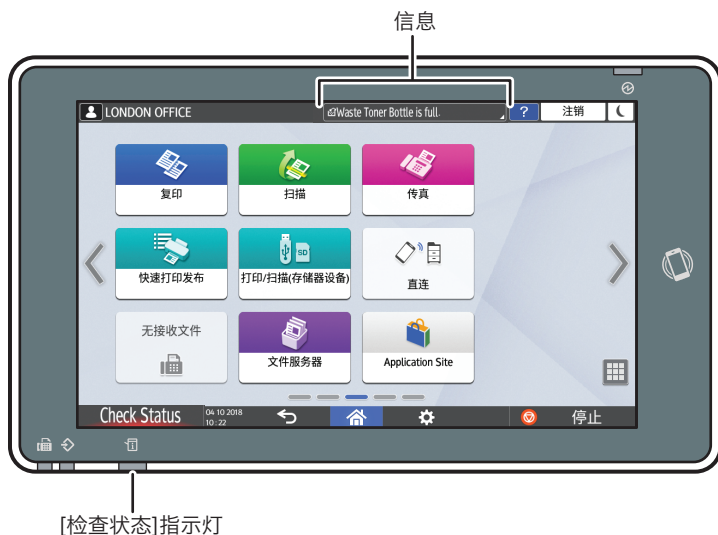 信息
LONDON OFFICE
Waste Toner Bottle is full.
?
注销
复印
扫描
传真
SD
快速打印发布
打印/扫描(存储器设备)
直连
无接收文件
文件服务器
Application Site
Check Status
04 10 2018
10 : 22
停止
[检查状态]指示灯